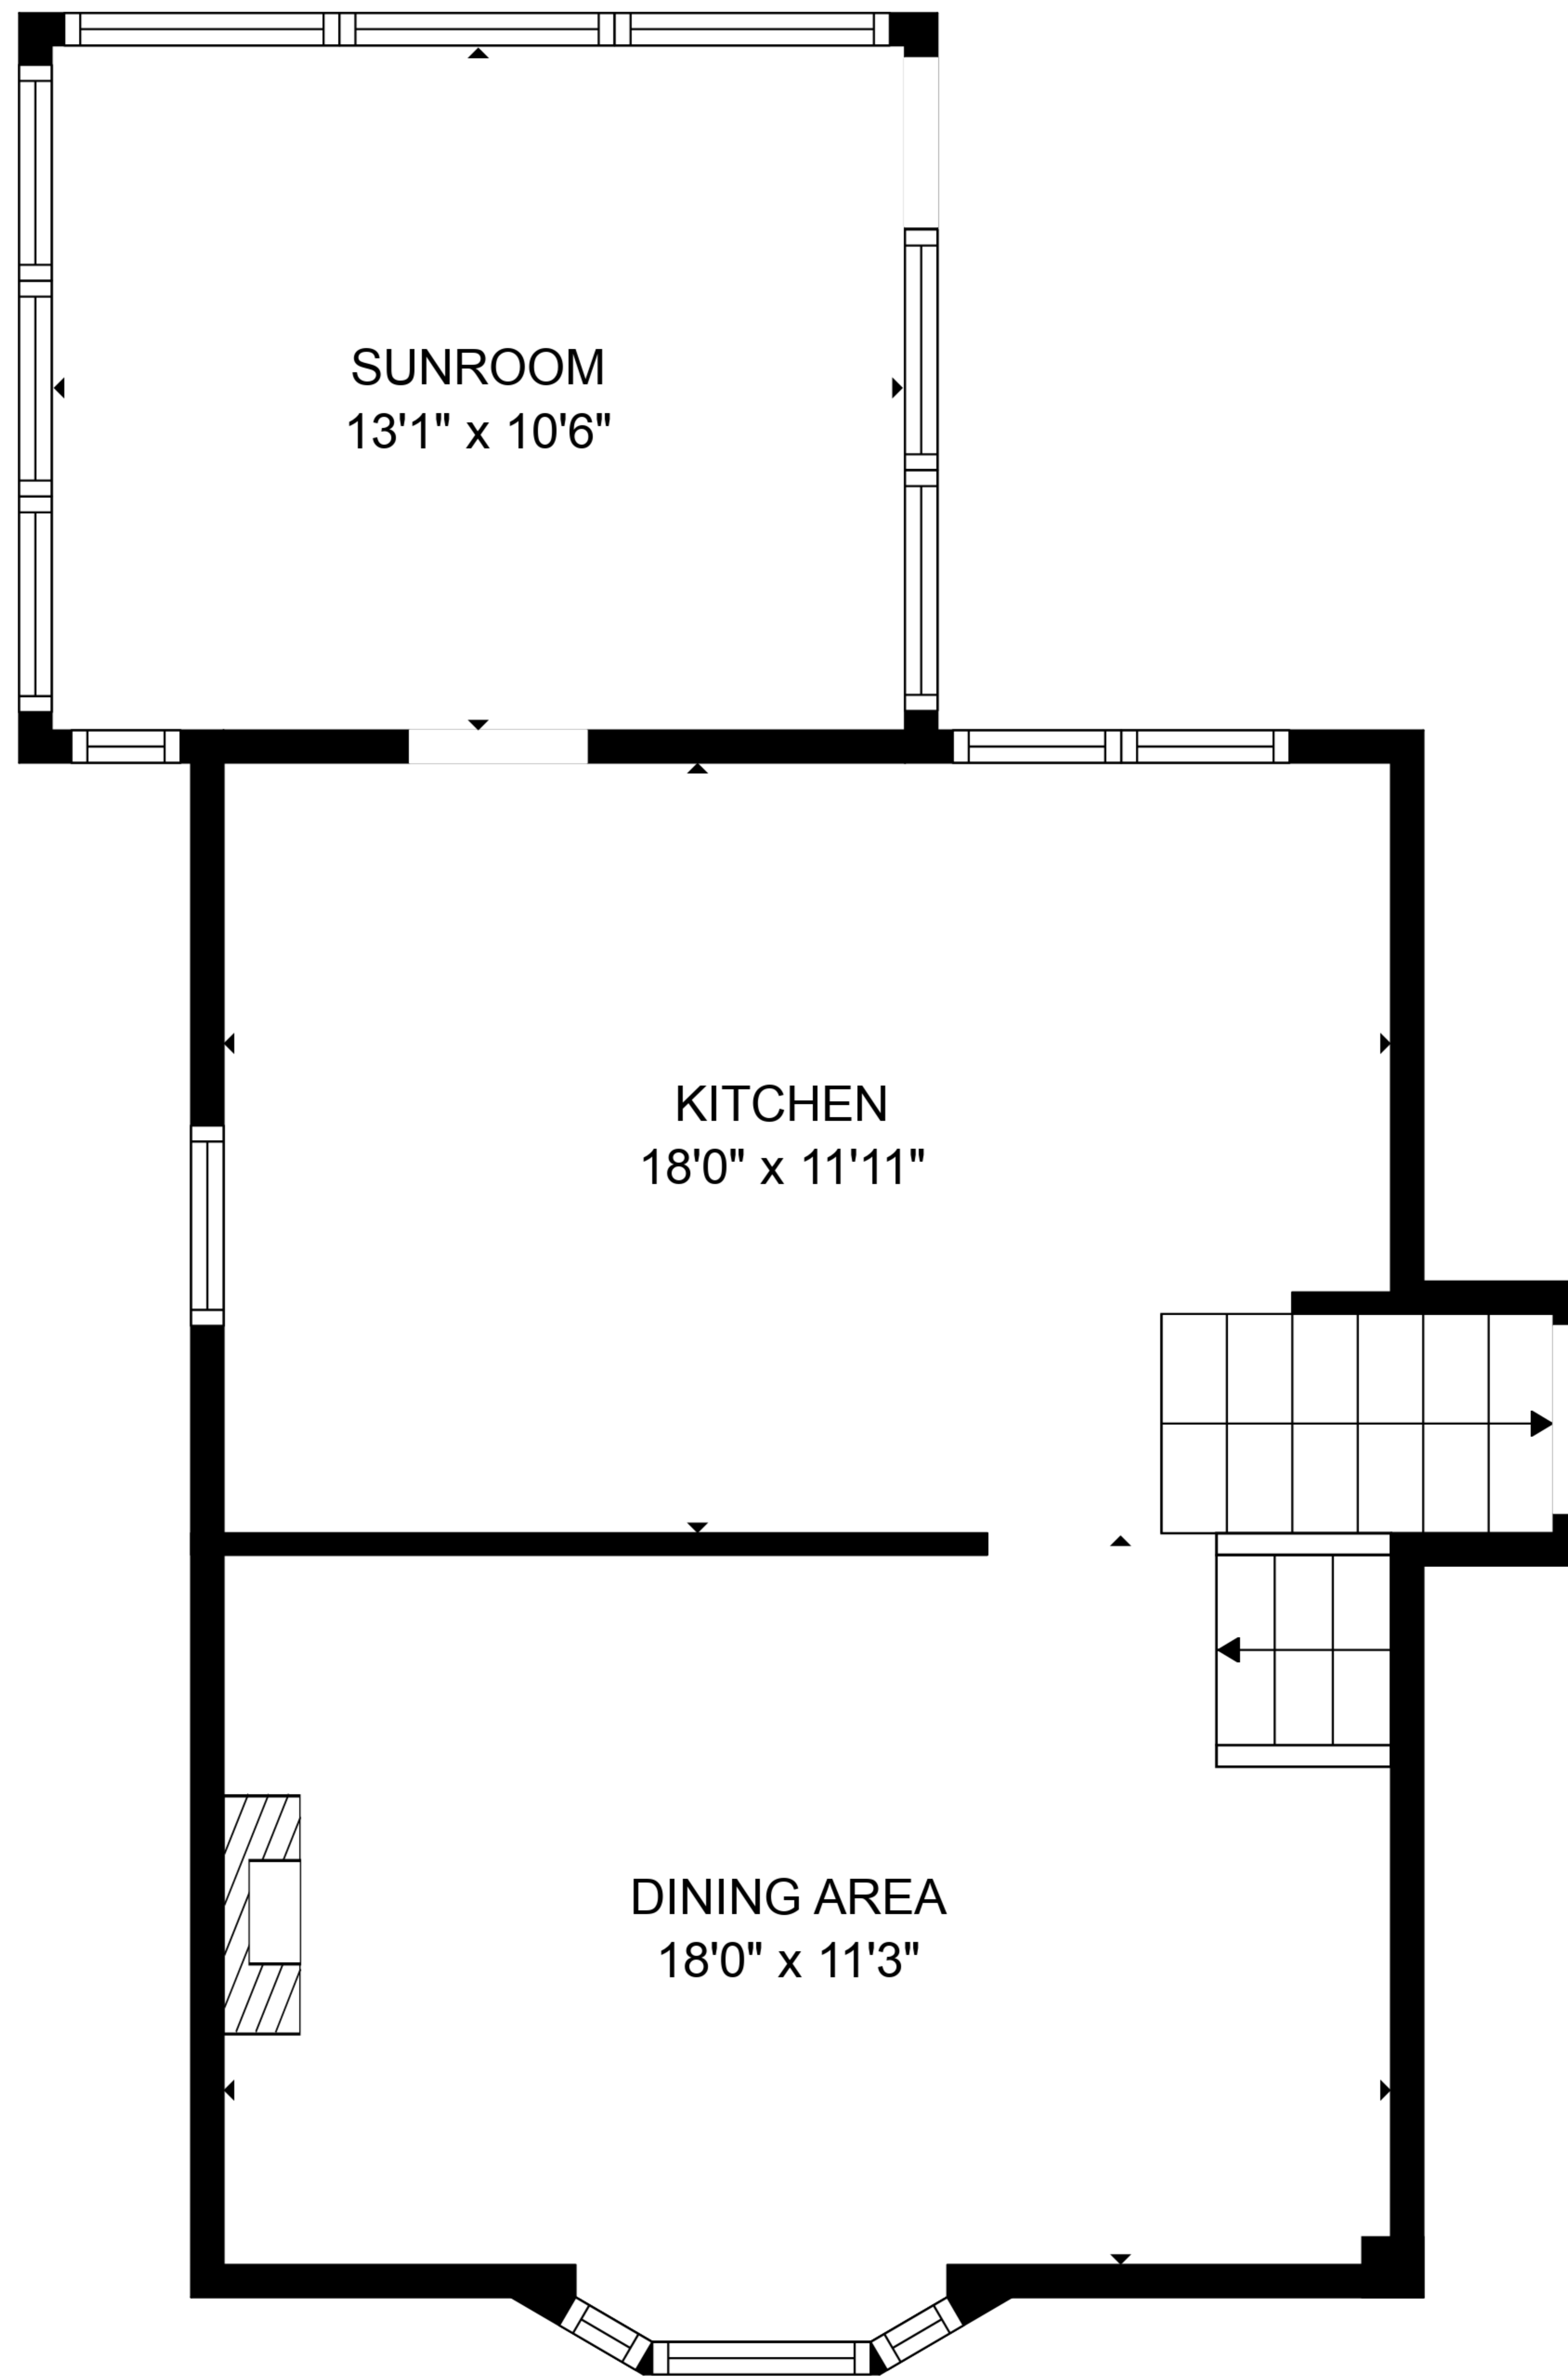 SUNROOM
13'1" x 10'6"
KITCHEN
18'0" x 11'11"
DINING AREA
18'0" x 11'3"